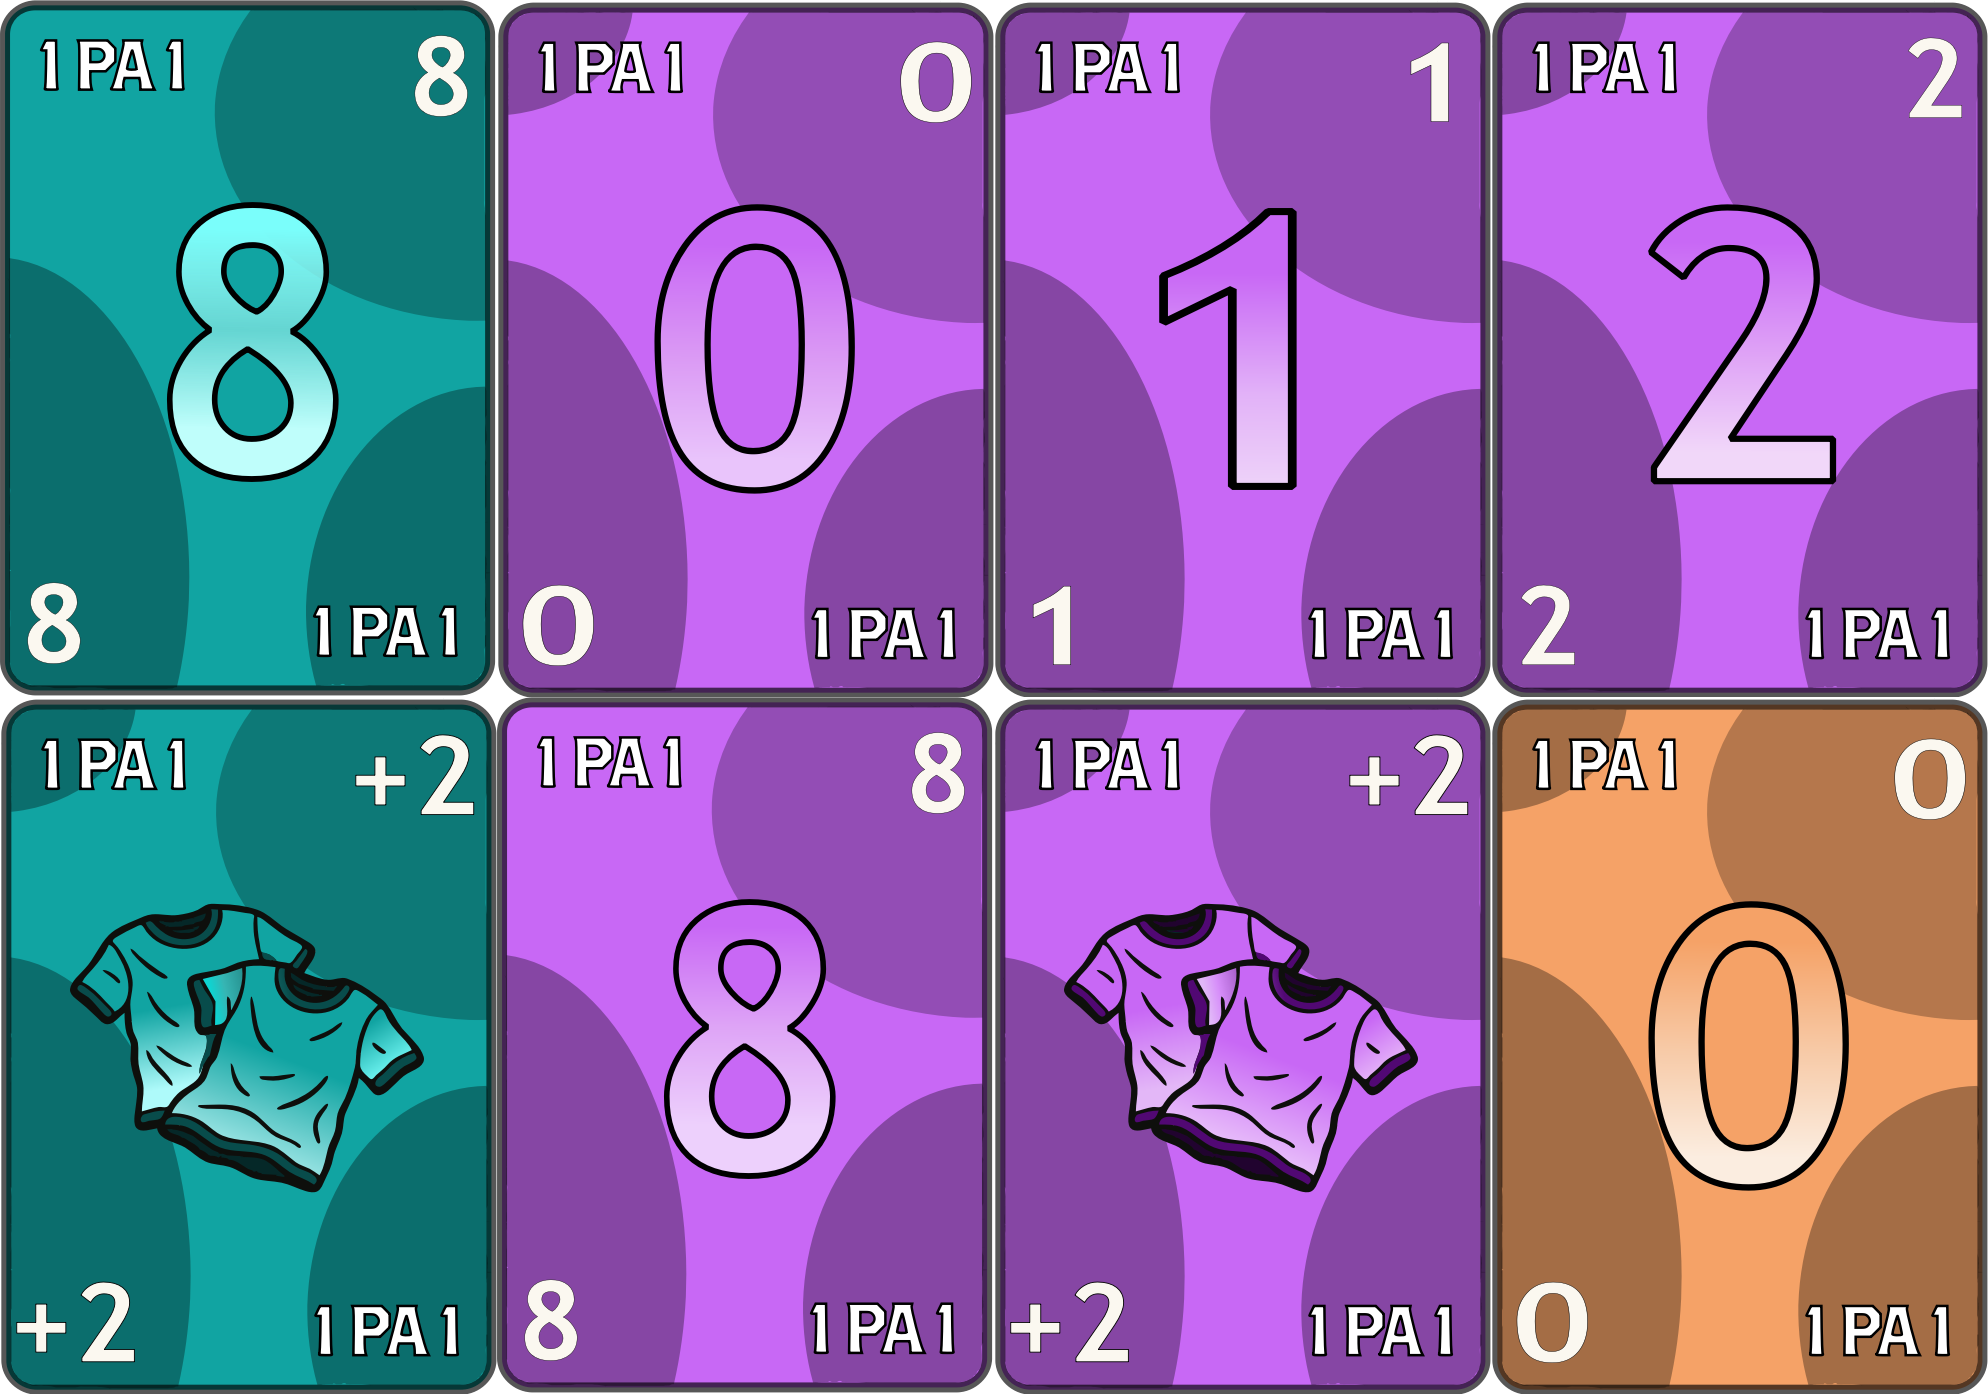 1 PA 1 8
8
8 1 PA 1
1 PA 1 0
0
0 1 PA 1
1 PA 1 1
1
1 1 PA 1
1 PA 1 2
2
2 1 PA 1
1 PA 1 +2
+2 1 PA 1
1 PA 1 8
8
8 1 PA 1
1 PA 1 +2
+2 1 PA 1
1 PA 1 0
0
0 1 PA 1